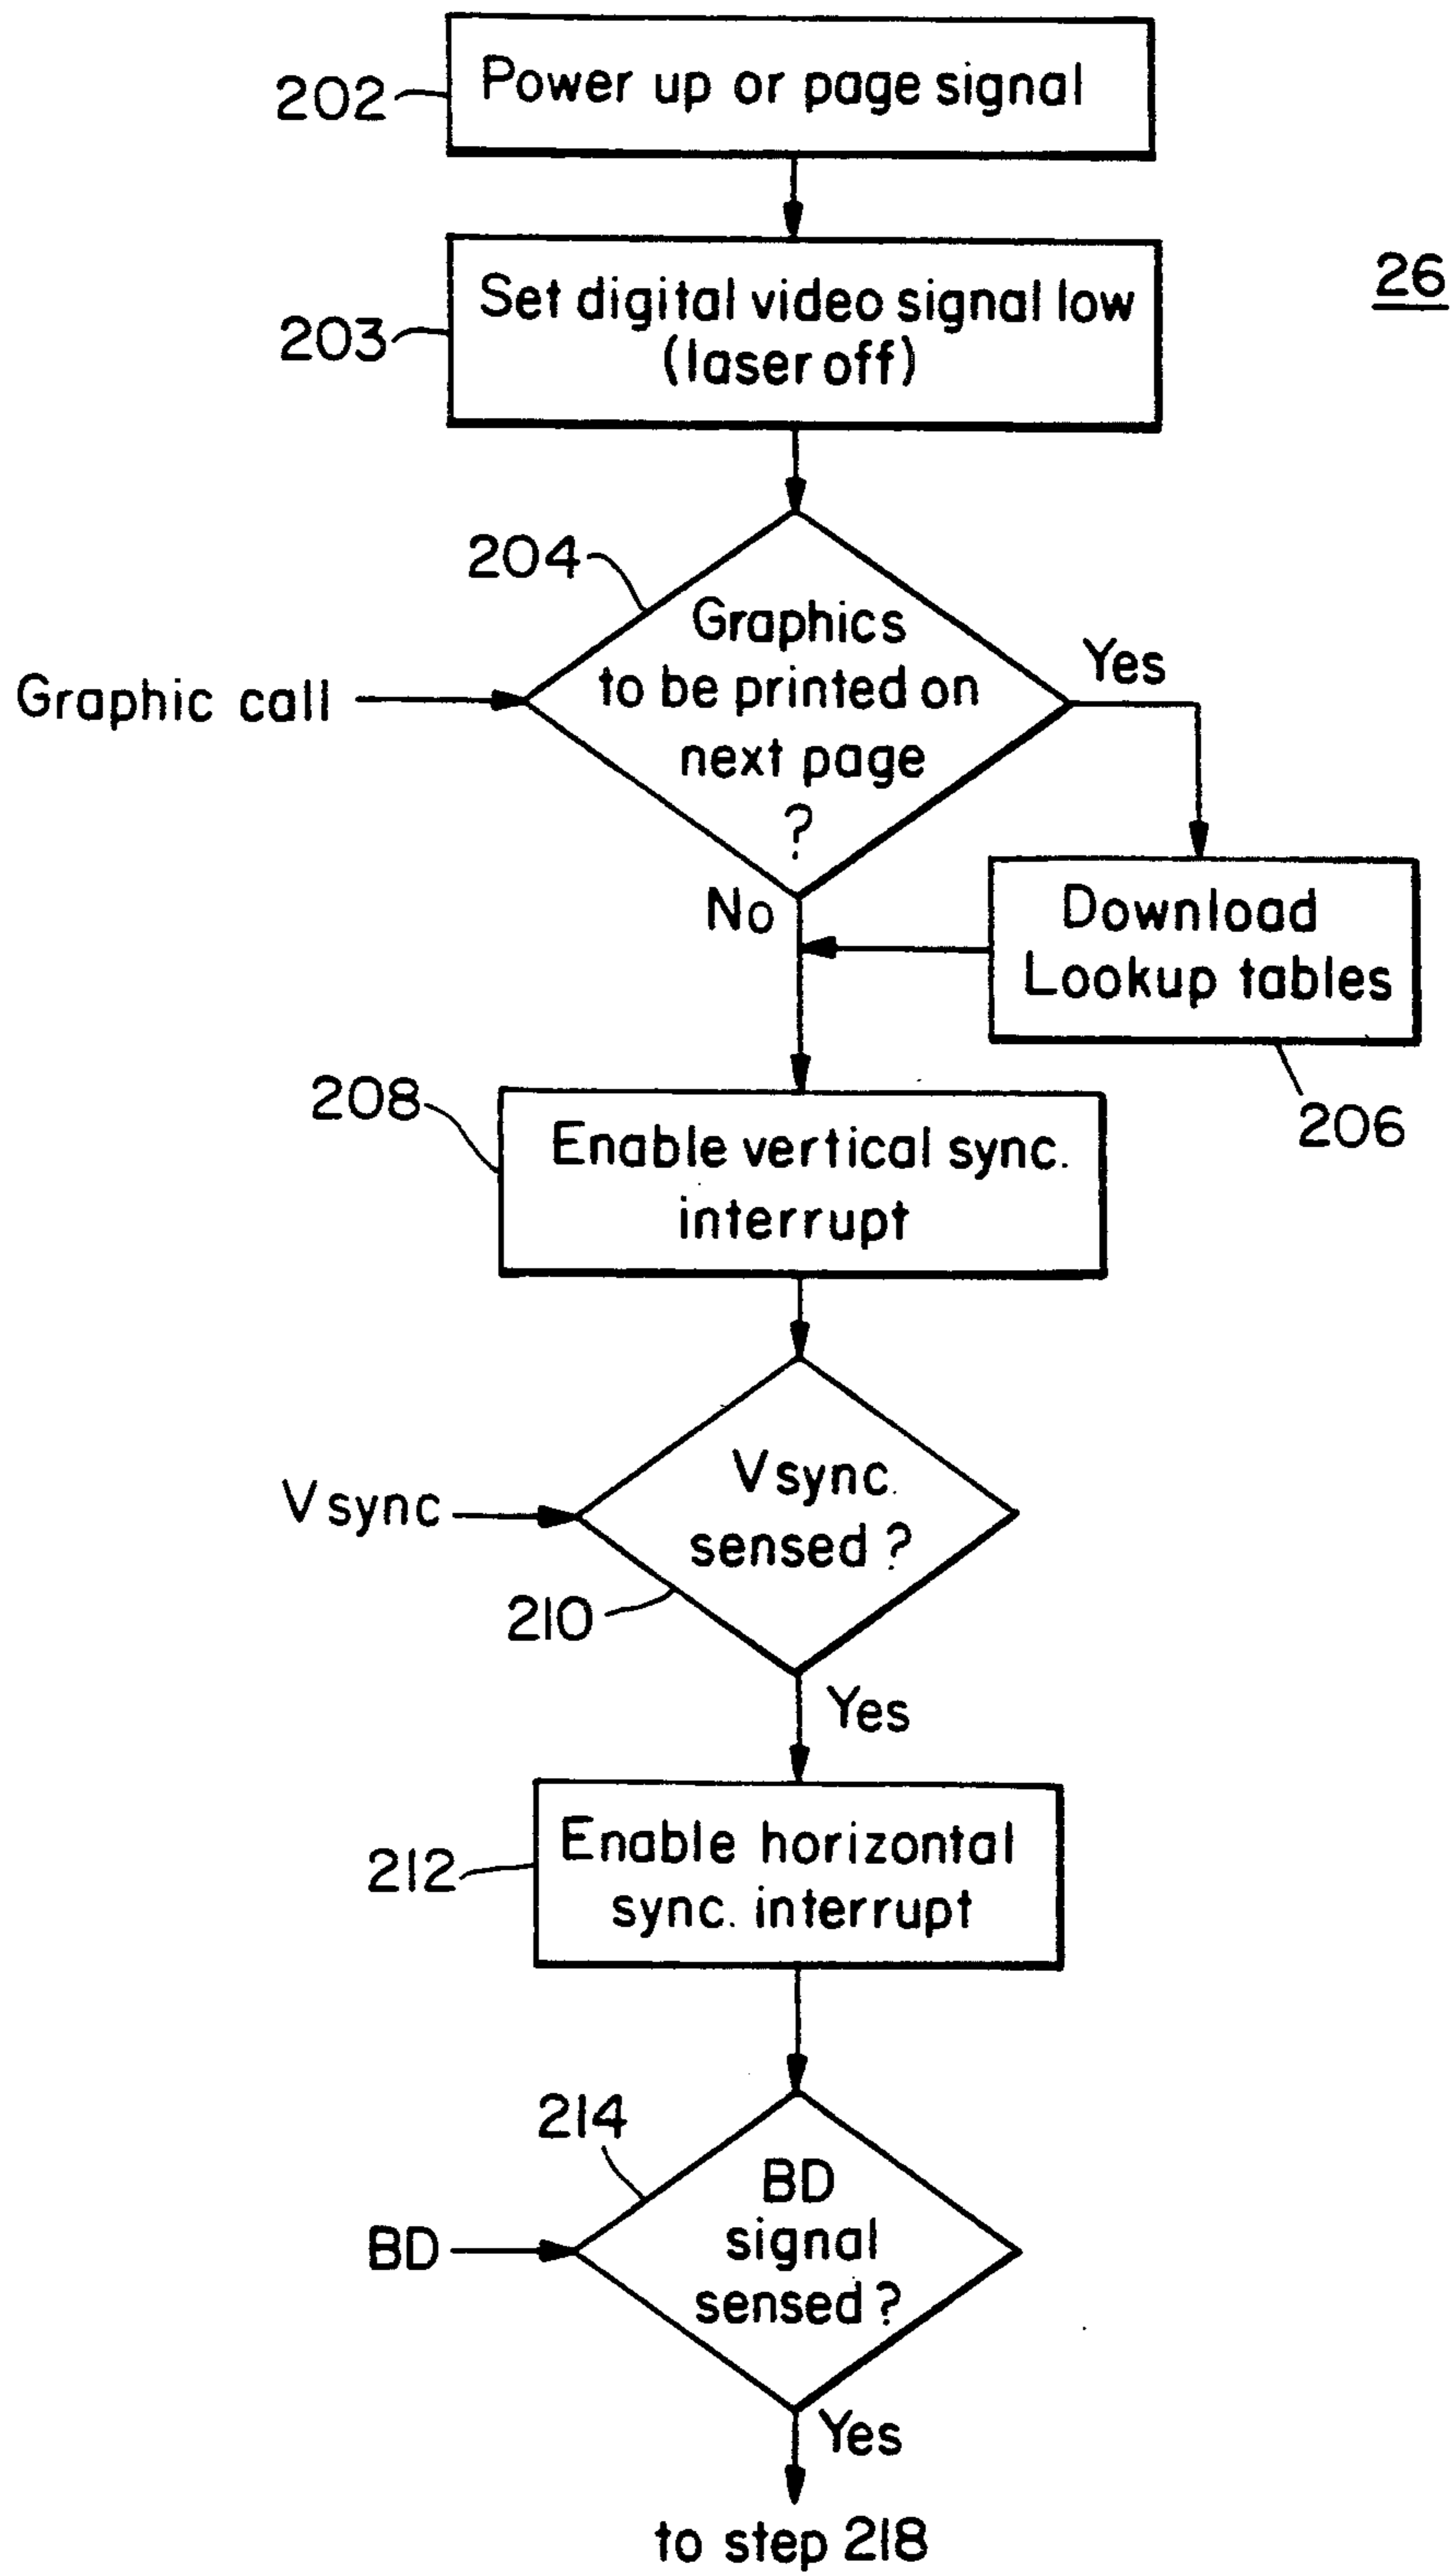 202
Power up or page signal
26
203
Set digital video signal low
(laser off)
204
Graphics
to be printed on
next page
?
Graphic call
Yes
No
Download
Lookup tables
206
208
Enable vertical sync.
interrupt
Vsync
Vsync.
sensed?
210
Yes
212
Enable horizontal
sync. interrupt
214
BD
BD
signal
sensed?
Yes
to step 218